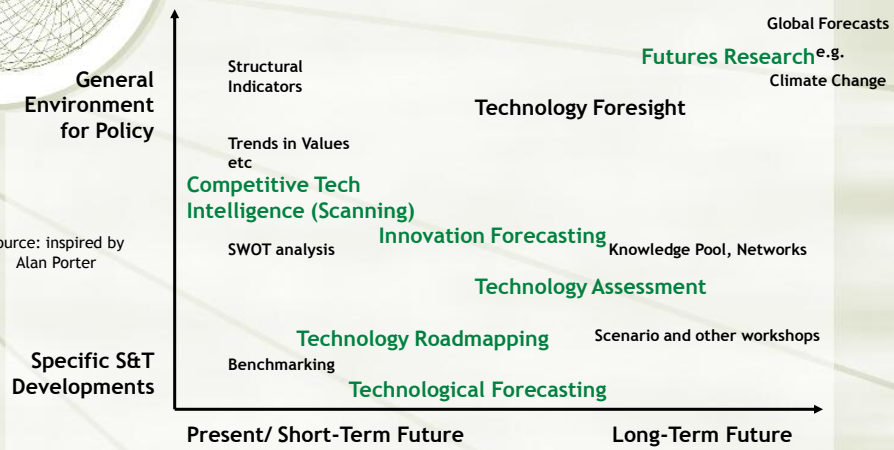 Global Forecasts
Futures Research e.g.
Climate Change
Structural
Indicators
General
Environment
for Policy
Technology Foresight
Trends in Values
etc
Competitive Tech
Intelligence (Scanning)
Innovation Forecasting
ource: inspired by
Alan Porter
SWOT analysis
Knowledge Pool, Networks
Technology Assessment
Technology Roadmapping
Scenario and other workshops
Specific S&T
Developments
Benchmarking
Technological Forecasting
Present/ Short-Term Future
Long-Term Future